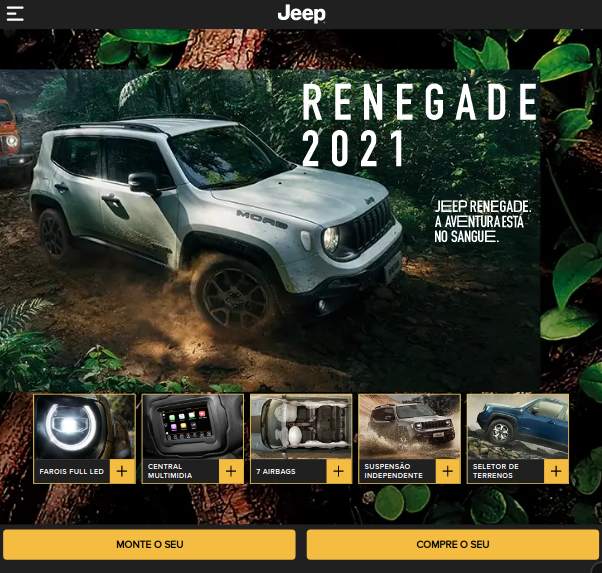 Jeep
RENEGADE
2021
JEEP RENEGADE.
A AVENTURA ESTÁ
NO SANGUE.
MOAB
FAROIS FULL LED
CENTRAL
MULTIMIDIA
7 AIRBAGS
SUSPENSÃO
INDEPENDENTE
SELETOR DE
TERRENOS
MONTE O SEU
COMPRE O SEU